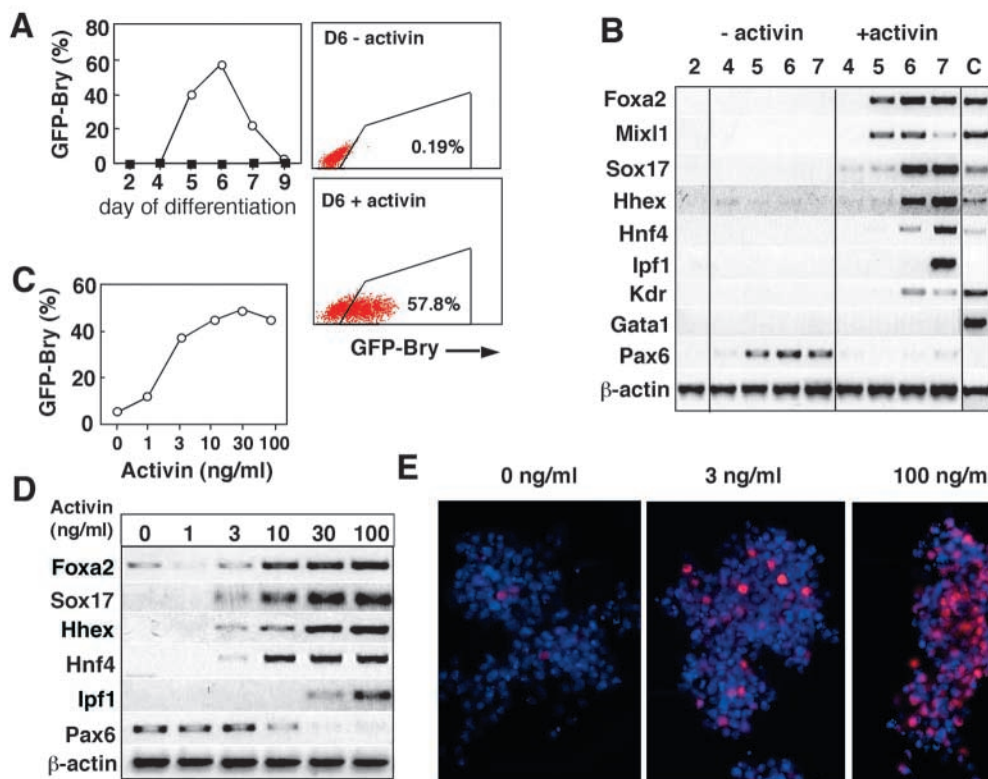 A
GFP-Bry (%)
80
60
40
20
0
2 4 5 6 7 9
day of differentiation
D6 - activin
0.19%
D6 + activin
57.8%
GFP-Bry
B
- activin +activin
2 4 5 6 7 4 5 6 7 C
Foxa2
Mixl1
Sox17
Hhex
Hnf4
Ipf1
Kdr
Gata1
Pax6
β-actin
C
GFP-Bry (%)
60
40
20
0
0 1 3 10 30 100
Activin (ng/ml)
D
Activin
(ng/ml)
0 1 3 10 30 100
Foxa2
Sox17
Hhex
Hnf4
Ipf1
Pax6
β-actin
E
0 ng/ml 3 ng/ml 100 ng/m